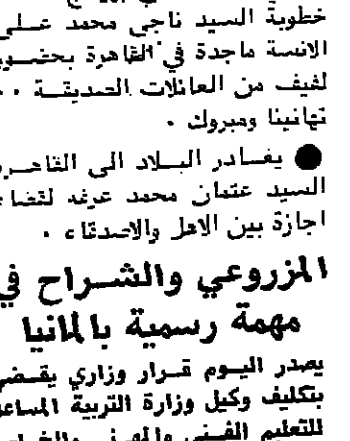 خطوبة السيد ناجي محمد علي
الانسة ماجدة في القاهرة بحضور
لفيف من العائلات الصديقة . .
تهانينا ومبروك .
● يغادر البلاد الى القاهرة
السيد عثمان محمد عرفه لقضاء
اجازة بين الاهل والاصدقاء .
المزروعي والشراح في
مهمة رسمية بالمانيا
يصدر اليوم قرار وزاري يقضي
بتكليف وكيل وزارة التربية المساعد
للتعليم الفني والمهني